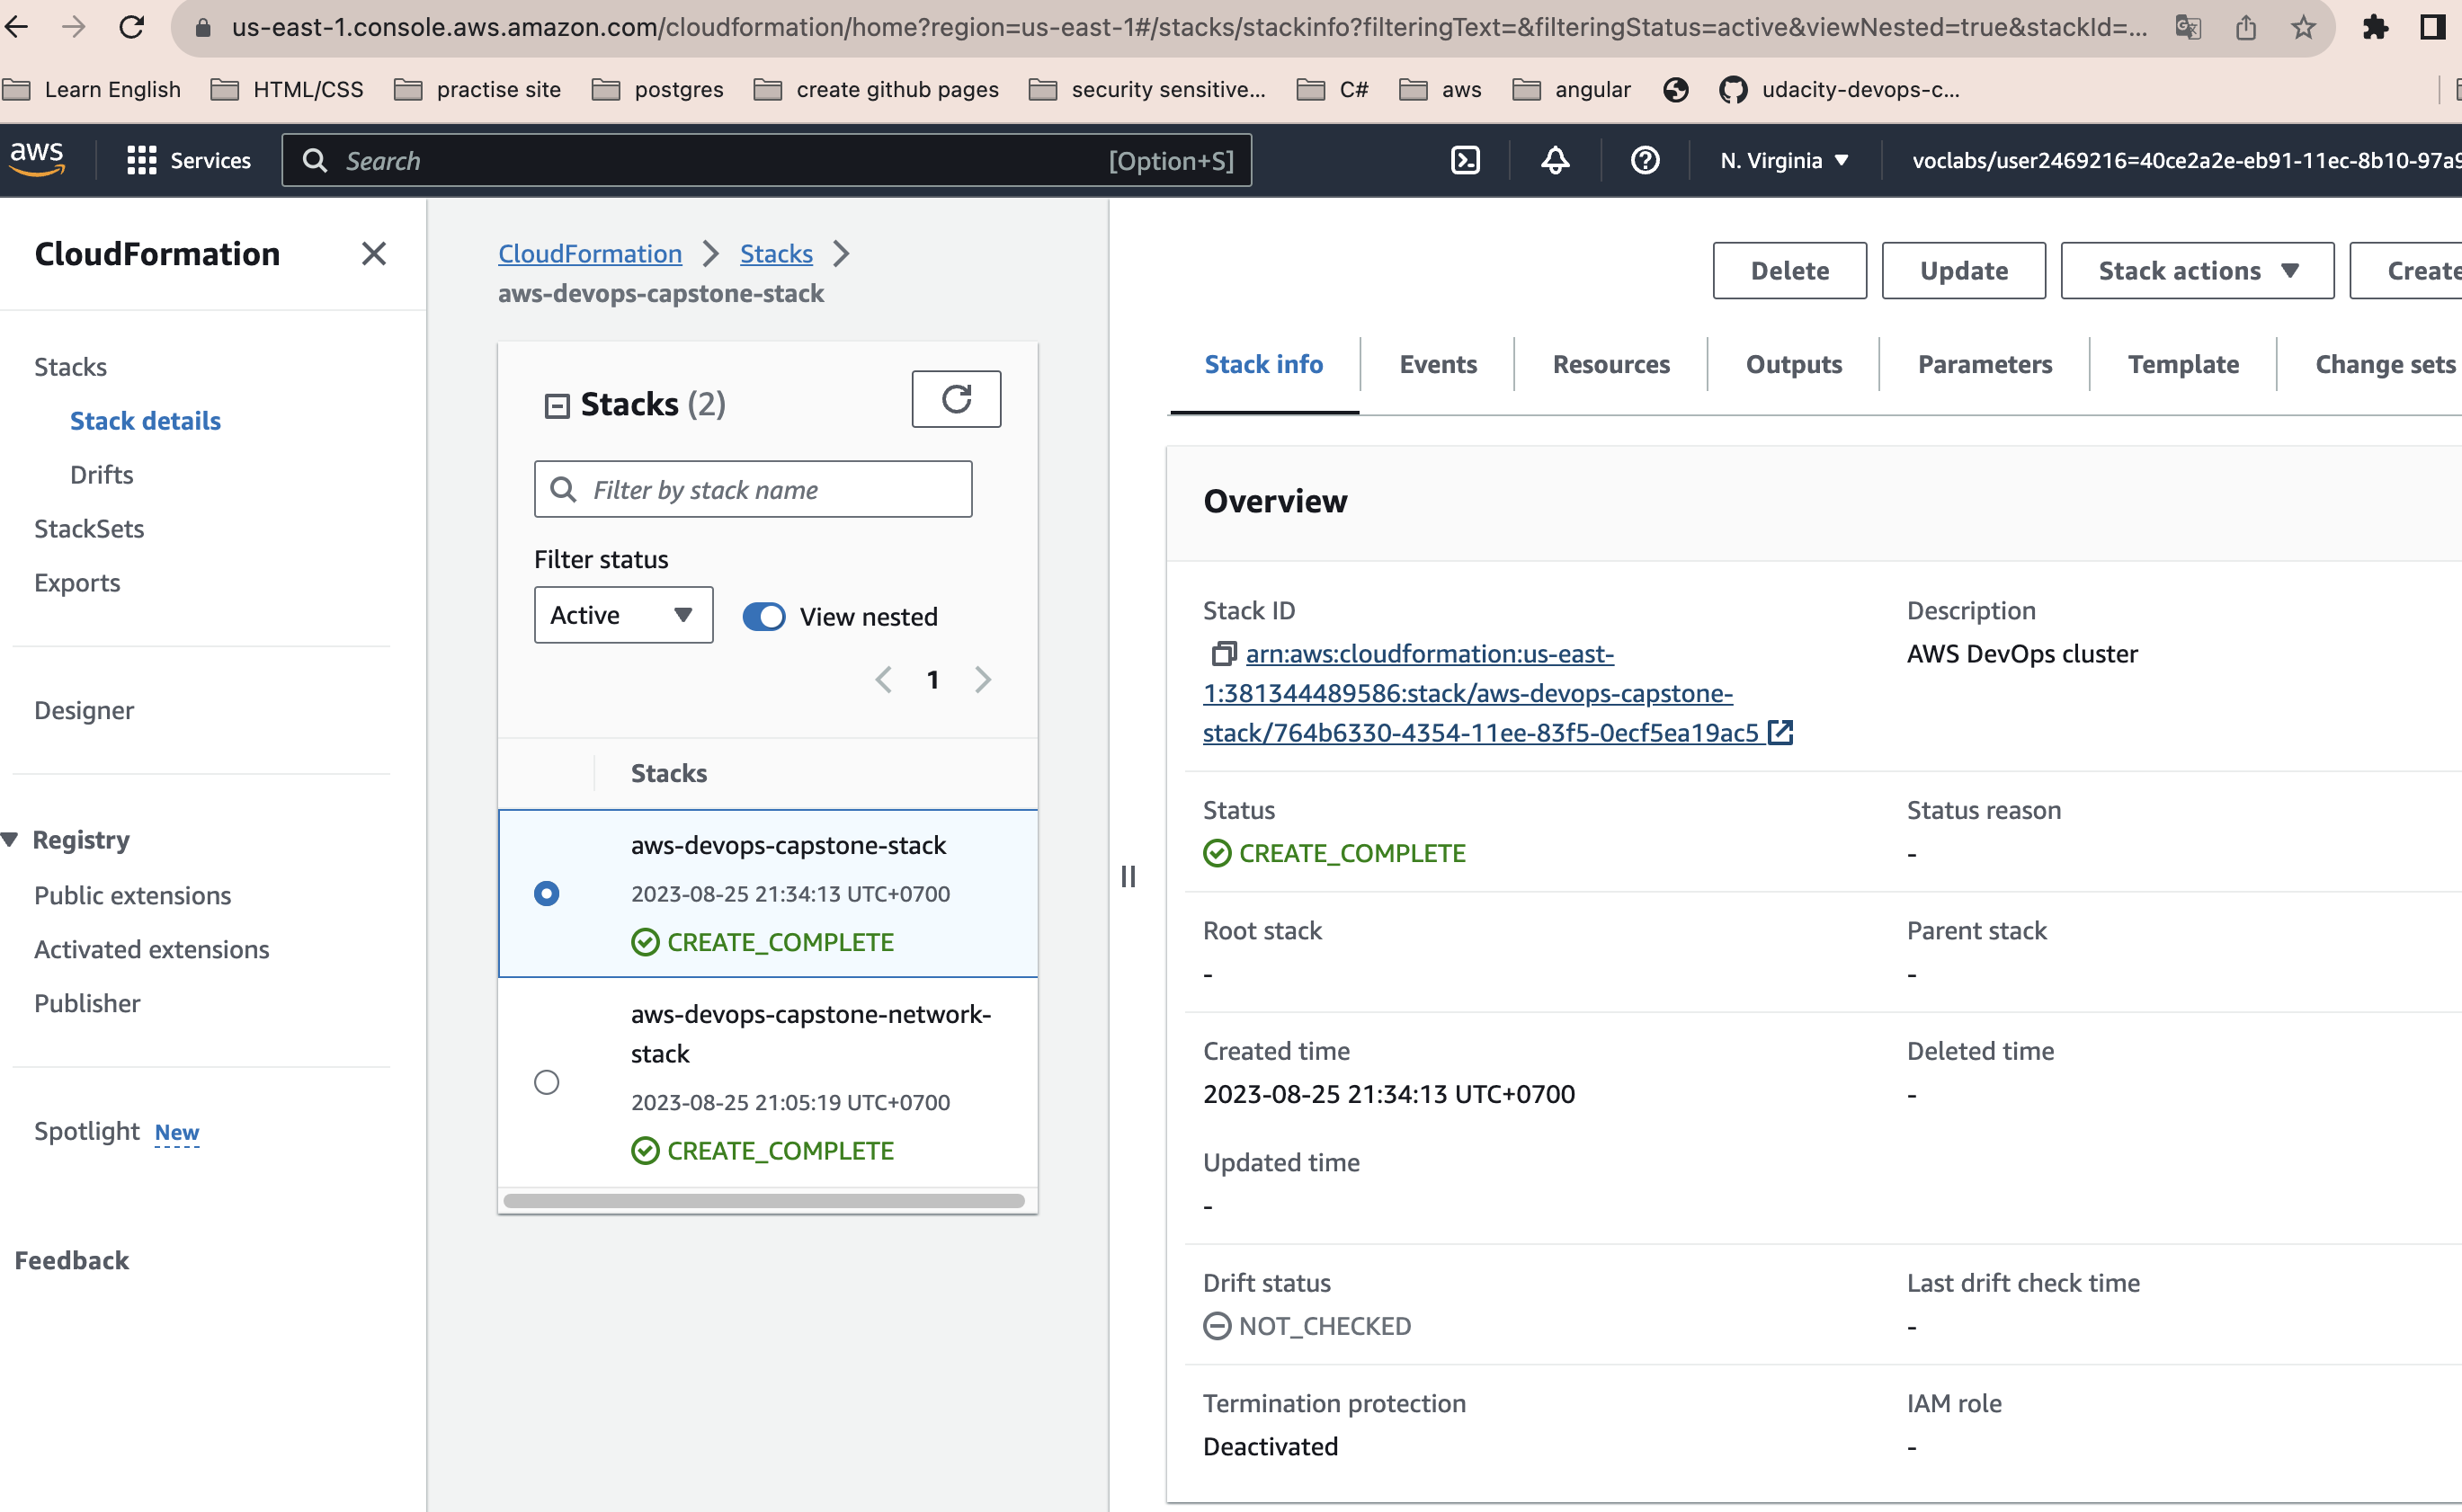 us-east-1.console.aws.amazon.com/cloudformation/home?region=us-east-1#/stacks/stackinfo?filteringText=&filteringStatus=active&viewNested=true&stackId=...
Learn English HTML/CSS practise site postgres create github pages security sensitive... C# aws angular udacity-devops-c...
aws Services Search [Option+S] N. Virginia voclabs/user2469216=40ce2a2e-eb91-11ec-8b10-97a9
CloudFormation
Stacks
Stack details
Drifts
StackSets
Exports
Designer
Registry
Public extensions
Activated extensions
Publisher
Spotlight New
Feedback
CloudFormation Stacks
aws-devops-capstone-stack
Stacks (2)
Filter by stack name
Filter status
Active View nested
1
Stacks
aws-devops-capstone-stack
2023-08-25 21:34:13 UTC+0700
CREATE_COMPLETE
aws-devops-capstone-network-
stack
2023-08-25 21:05:19 UTC+0700
CREATE_COMPLETE
Delete Update Stack actions Create
Stack info Events Resources Outputs Parameters Template Change sets
Overview
Stack ID
arn:aws:cloudformation:us-east-
1:381344489586:stack/aws-devops-capstone-
stack/764b6330-4354-11ee-83f5-0ecf5ea19ac5
Description
AWS DevOps cluster
Status
CREATE_COMPLETE
Status reason
-
Root stack
-
Parent stack
-
Created time
2023-08-25 21:34:13 UTC+0700
Deleted time
-
Updated time
-
Drift status
NOT_CHECKED
Last drift check time
-
Termination protection
Deactivated
IAM role
-